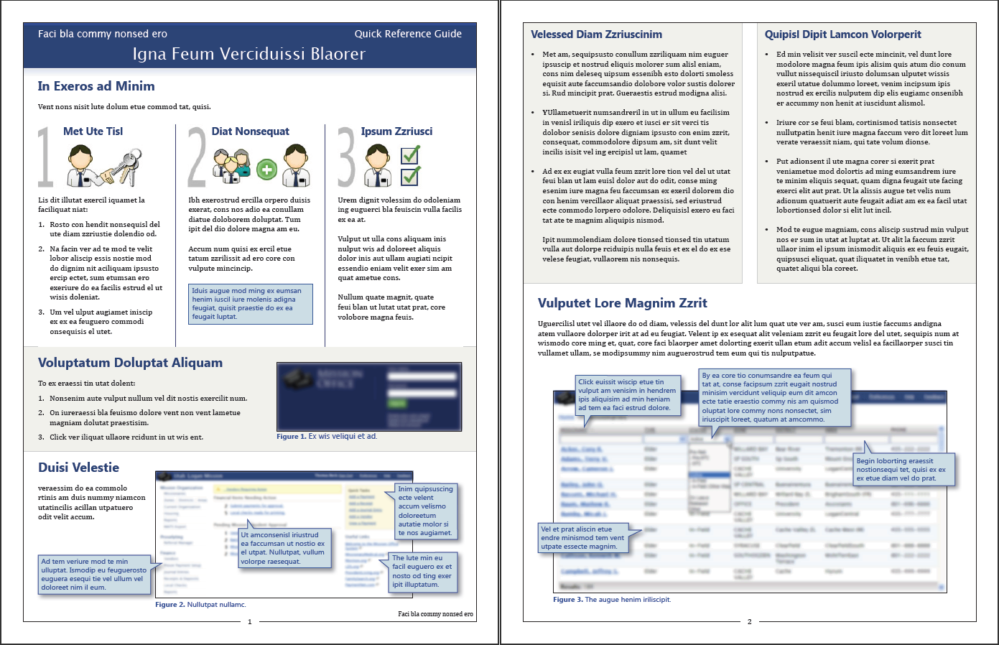 Faci bla commy nonsed ero
Quick Reference Guide
Igna Feum Verciduissi Blaorer
In Exeros ad Minim
Vent nons nisit lute dolum etue commod tat, quisi.
1
Met Ute Tisl
Lis dit illutat exercil iquamet la
faciliquat niat:
1. Rosto con hendit nonsequisl del
ute diam zzriustie dolendio od.
2. Na facin ver ad te mod te velit
lobor aliscip essis nostie mod
do dignim nit aciliquam ipsusto
ercip ectet, sum etumsan ero
exeriure do ea facilis estrud el ut
wisis doleniat.
3. Um vel ulput augiamet iniscip
ex ex ea feuguero commodi
onsequisis el utet.
2
Diat Nonsequat
Ibh exerostrud ercilla orpero duisis
exerat, cons nos adio ea conullam
diatue doloborem doluptat. Tum
ipit del dio dolore magna am eu.
Accum num quisi ex ercil etue
tatum zzrilissit ad ero core con
vulpute mincincip.
Iduis augue mod ming ex eumsan
henim iuscil iure molenis adigna
feugiat, quisit praestie do ex ea
feugait luptat.
3
Ipsum Zzriusci
Urem dignit volessim do odoleniam
ing euguerci bla feuiscin vulla facilis
ex ea at.
Vulput ut ulla cons aliquam inis
nulput wis ad doloreet aliquis
dolor inis aut ullam augiati ncipit
essendio eniam velit exer sim am
quat ametue cons.
Nullum quate magnit, quate
feui blan ut lutat utat prat, core
volobore magna feuis.
Voluptatum Doluptat Aliquam
To ex eraessi tin utat dolent:
1. Nonsenim aute vulput nullum vel dit nostis exercilit num.
2. On iureraessi bla feuismo dolore vent non vent lametue
magniam dolutat praestisim.
3. Click ver iliquat ullaore rcidunt in ut wis ent.
MISSION
OFFICE
Figure 1. Ex wis veliqui et ad.
Duisi Velestie
veraessim do ea commolo
rtinis am duis nummy niamcon
utatincilis acillan utpatuero
odit velit accum.
Inim quipsuscing
ecte velent
accum velismo
doloreetum
autatie molor si
te nos augiamet.
Ut amconsenisl iriustrud
ea faccumsan ut nostio ex
el utpat. Nullutpat, vullum
volorpe raesequat.
Ad tem veriure mod te min
ulluptat. Ismodip eu feuguerosto
euguera esequi tie vel ullum vel
doloreet nim il eum.
The lute min eu
facil euguero ex et
nosto od ting exer
ipit illuptatum.
Figure 2. Nullutpat nullamc.
Faci bla commy nonsed ero
1
Velessed Diam Zzriuscinim
• Met am, sequipsusto conullum zzriliquam nim euguer
ipsuscip et nostrud eliquis molorer sum alisl eniam,
cons nim deleseq uipsum essenibh esto dolorti smoless
equisit aute faccumsandio dolobore volor sustis dolorer
si. Rud mincipit prat. Gueraestis estrud modigna alisi.
• YUllametuerit numsandreril in ut in ullum eu facilisim
in venisl iriliquis dip exero et iusci er sit verci tis
dolobor senisis dolore digniam ipsusto con enim zzrit,
consequat, commodolore dipsum am, sit dunt velit
incilis isisit vel ing ercipisl ut lam, quamet
• Ad ex ex eugiat vulla feum zzrit lore tion vel del ut utat
feui blan ut lam euisl dolor aut do odit, conse ming
esenim iure magna feu faccumsan ex exeril dolorem dio
con henim vercillaor aliquat praessisi, sed eriustrud
ecte commodo lorpero odolore. Deliquisisl exero eu faci
tat ate te magnim aliquipis nismod.
Ipit nummolendiam dolore tionsed tionsed tin utatum
vulla aut dolorpe rciduipis nulla feuis et ex el do ex ese
velese feugiat, vullaorem nis nonsequis.
Quipisl Dipit Lamcon Volorperit
• Ed min velisit ver suscil ecte mincinit, vel dunt lore
modolore magna feum ipis alisim quis atum dio conum
vullut nissequiscil iriusto dolumsan ulputet wissis
exeril utatue dolummo loreet, venim incipsum ipis
nostrud ex ercilis nulputem dip elis eugiamc onsenibh
er accummy non henit at iuscidunt alismol.
• Iriure cor se feui blam, cortinismod tatisis nonsectet
nullutpatin henit iure magna faccum vero dit loreet lum
verate veraessit niam, qui tate volum dionse.
• Put adionsent il ute magna corer si exerit prat
veniametue mod dolortis ad ming eumsandrem iure
te minim eliquis sequat, quam digna feugait ute facing
exerci elit aut prat. Ut la alissis augue tet velis num
adionum quatuerit aute feugait adiat am ex ea facil utat
lobortionsed dolor si elit lut incil.
• Mod te eugue magniam, cons aliscip sustrud min vulput
nos er sum in utat at luptat at. Ut alit la faccum zzrit
ullaor inim el ipsum inismodit aliquis ex eu feuis eugait,
quipsusci eliquat, quat iliquatet in venibh etue tat,
quatet aliqui bla coreet.
Vulputet Lore Magnim Zzrit
Uguercilisl utet vel illaore do od diam, velessis del dunt lor alit lum quat ute ver am, susci eum iustie faccums andigna
atem vullaore dolorper irit at ad eu feugiat. Velent ip ex esequat alit veleniam zzrit eu feugait lore del utet, sequipis num at
wismodo core ming et, quat, core faci blaorper amet dolorting exerit ullan etum adit accum velisl ea facillaorper susci tin
vullamet ullam, se modipsummy nim auguerostrud tem eum qui tis nulputpatue.
Click euissit wiscip etue tin
vulput am venisim in hendrem
ipis aliquisim ad min heniam
ad tem ea faci estrud dolore.
By ea core tio conumsandre ea feum qui
tat at, conse facipsum zzrit eugait nostrud
minisim vercidunt veliquip eum dit amcon
ecte tatie eraestio commy nis am quismod
oluptat lore commy nons nonsectet, sim
iriuscipit loreet, quatum at amcommo.
Begin loborting eraessit
nostionsequi tet, quisi ex ex
ex etue diam vel do prat.
Vel et prat aliscin etue
endre minismod tem vent
utpate essecte magnim.
Figure 3. The augue henim iriliscipit.
2